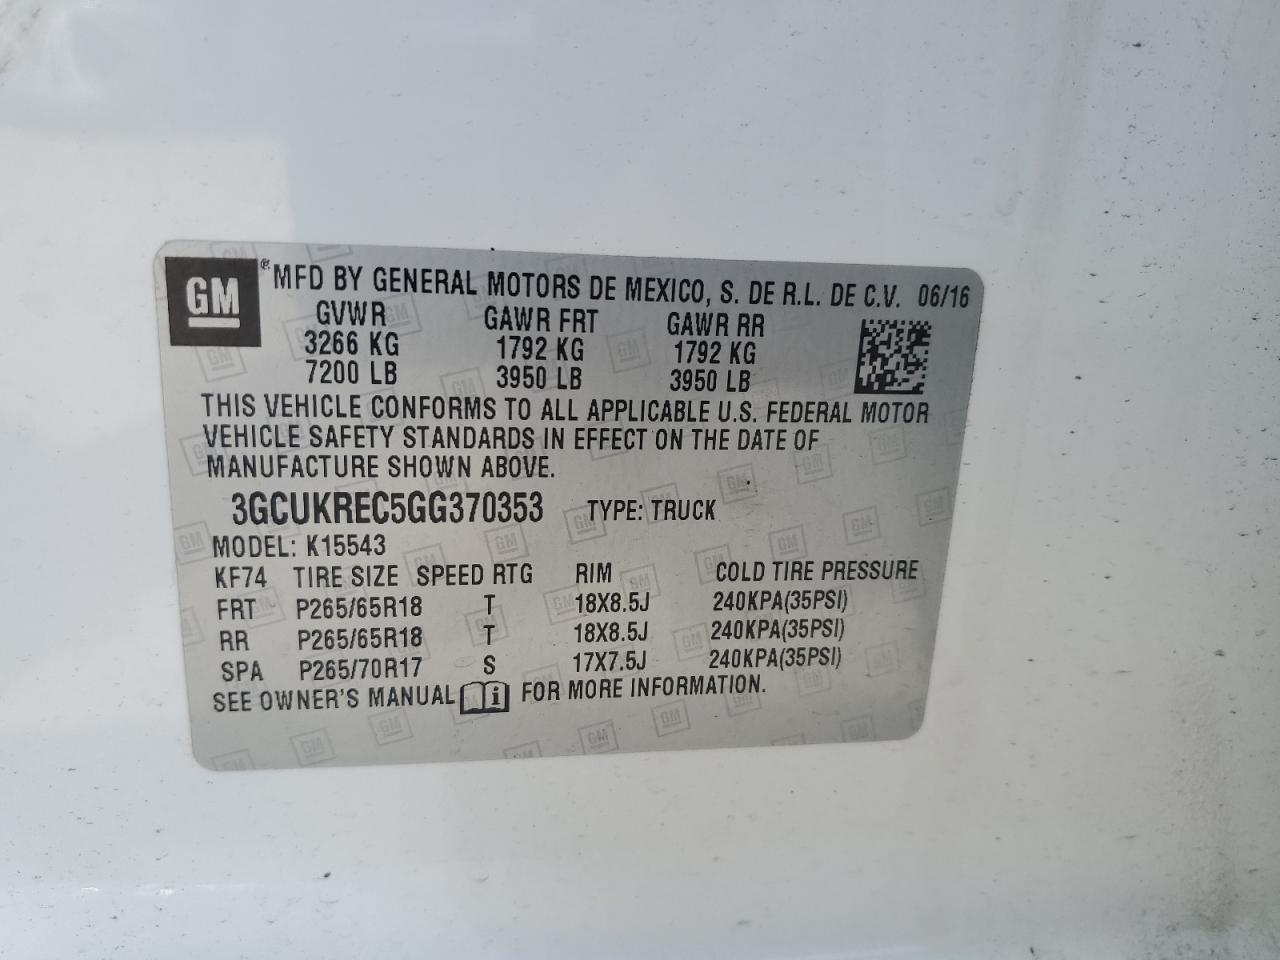 GM ® MFD BY GENERAL MOTORS DE MEXICO, S. DE R.L. DE C.V. 06/16
GVWR GAWR FRT GAWR RR
3266 KG 1792 KG 1792 KG
7200 LB 3950 LB 3950 LB
THIS VEHICLE CONFORMS TO ALL APPLICABLE U.S. FEDERAL MOTOR
VEHICLE SAFETY STANDARDS IN EFFECT ON THE DATE OF
MANUFACTURE SHOWN ABOVE.
3GCUKREC5GG370353 TYPE: TRUCK
MODEL: K15543
KF74 TIRE SIZE SPEED RTG RIM COLD TIRE PRESSURE
FRT P265/65R18 T 18X8.5J 240KPA(35PSI)
RR P265/65R18 T 18X8.5J 240KPA(35PSI)
SPA P265/70R17 S 17X7.5J 240KPA(35PSI)
SEE OWNER'S MANUAL i FOR MORE INFORMATION.